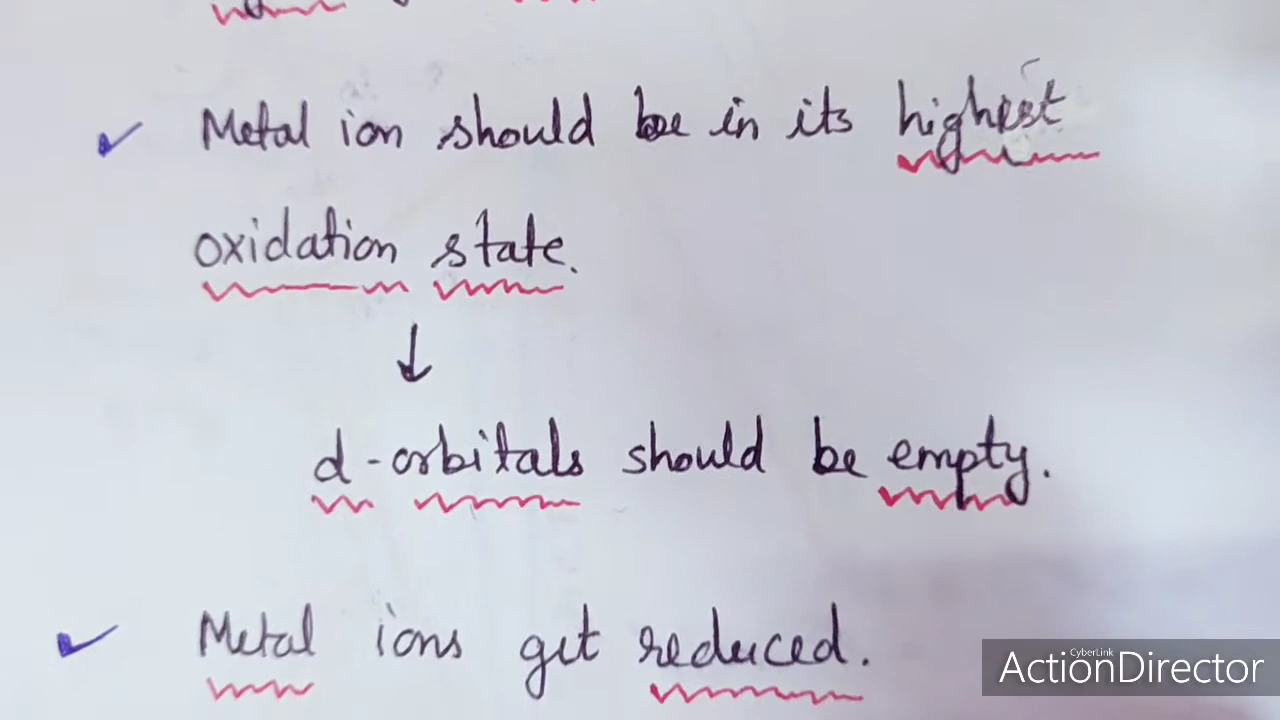 Metal ion should be in its highest
oxidation state.
↓
d-orbitals should be empty.
Metal ions get reduced.
CyberLink
ActionDirector